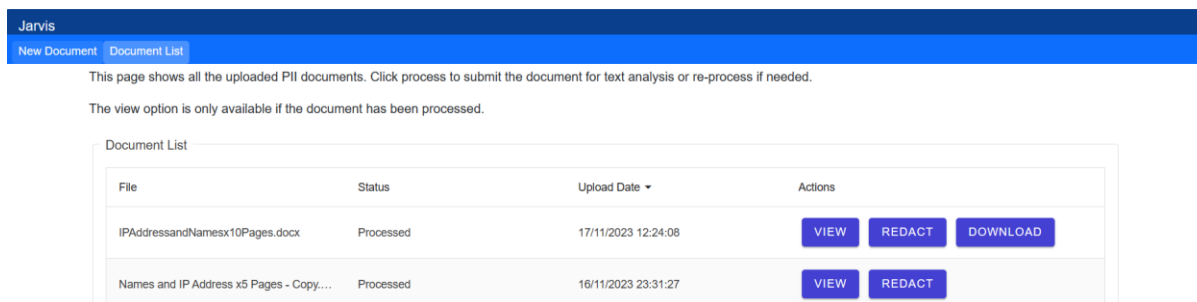 Jarvis
New Document Document List
This page shows all the uploaded PII documents. Click process to submit the document for text analysis or re-process if needed.
The view option is only available if the document has been processed.
Document List
File Status Upload Date Actions
IPAddressandNamesx10Pages.docx Processed 17/11/2023 12:24:08 VIEW REDACT DOWNLOAD
Names and IP Address x5 Pages - Copy.... Processed 16/11/2023 23:31:27 VIEW REDACT